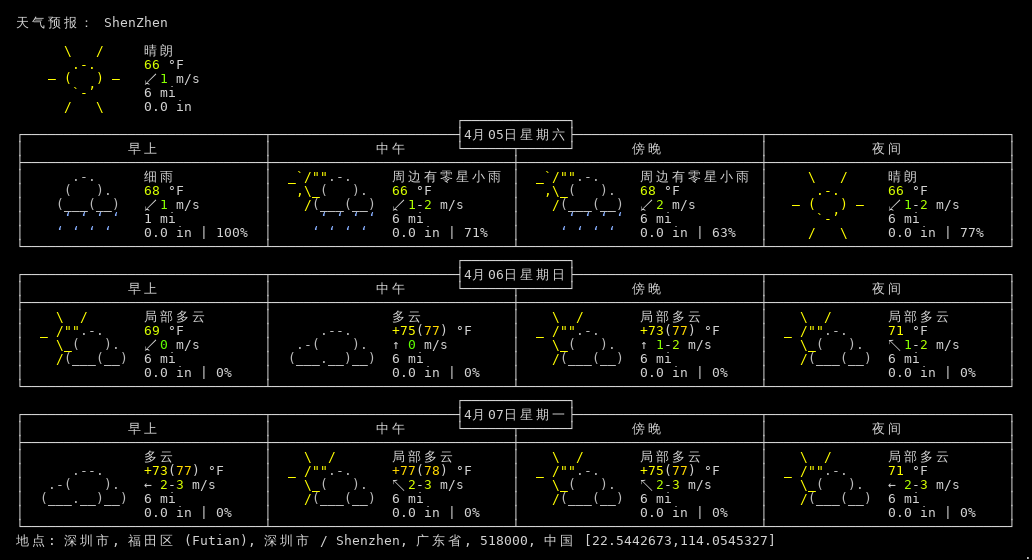 天气预报： ShenZhen
晴朗
66 °F
↙1 m/s
6 mi
0.0 in
4月05日星期六
早上 中午 傍晚 夜间
细雨 周边有零星小雨 周边有零星小雨 晴朗
68 °F 66 °F 68 °F 66 °F
↙1 m/s ↙1-2 m/s ↙2 m/s ↙1-2 m/s
1 mi 6 mi 6 mi 6 mi
0.0 in | 100% 0.0 in | 71% 0.0 in | 63% 0.0 in | 77%
4月06日星期日
早上 中午 傍晚 夜间
局部多云 多云 局部多云 局部多云
69 °F +75(77) °F +73(77) °F 71 °F
↙0 m/s ↑ 0 m/s ↑ 1-2 m/s ↖1-2 m/s
6 mi 6 mi 6 mi 6 mi
0.0 in | 0% 0.0 in | 0% 0.0 in | 0% 0.0 in | 0%
4月07日星期一
早上 中午 傍晚 夜间
多云 局部多云 局部多云 局部多云
+73(77) °F +77(78) °F +75(77) °F 71 °F
← 2-3 m/s ↖2-3 m/s ↖2-3 m/s ← 2-3 m/s
6 mi 6 mi 6 mi 6 mi
0.0 in | 0% 0.0 in | 0% 0.0 in | 0% 0.0 in | 0%
地点: 深圳市, 福田区 (Futian), 深圳市 / Shenzhen, 广东省, 518000, 中国 [22.5442673,114.0545327]